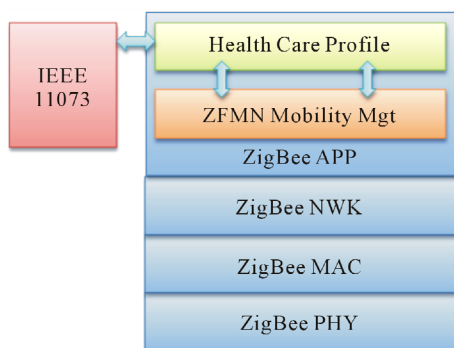 Health Care Profile
IEEE
11073
ZFMN Mobility Mgt
ZigBee APP
ZigBee NWK
ZigBee MAC
ZigBee PHY